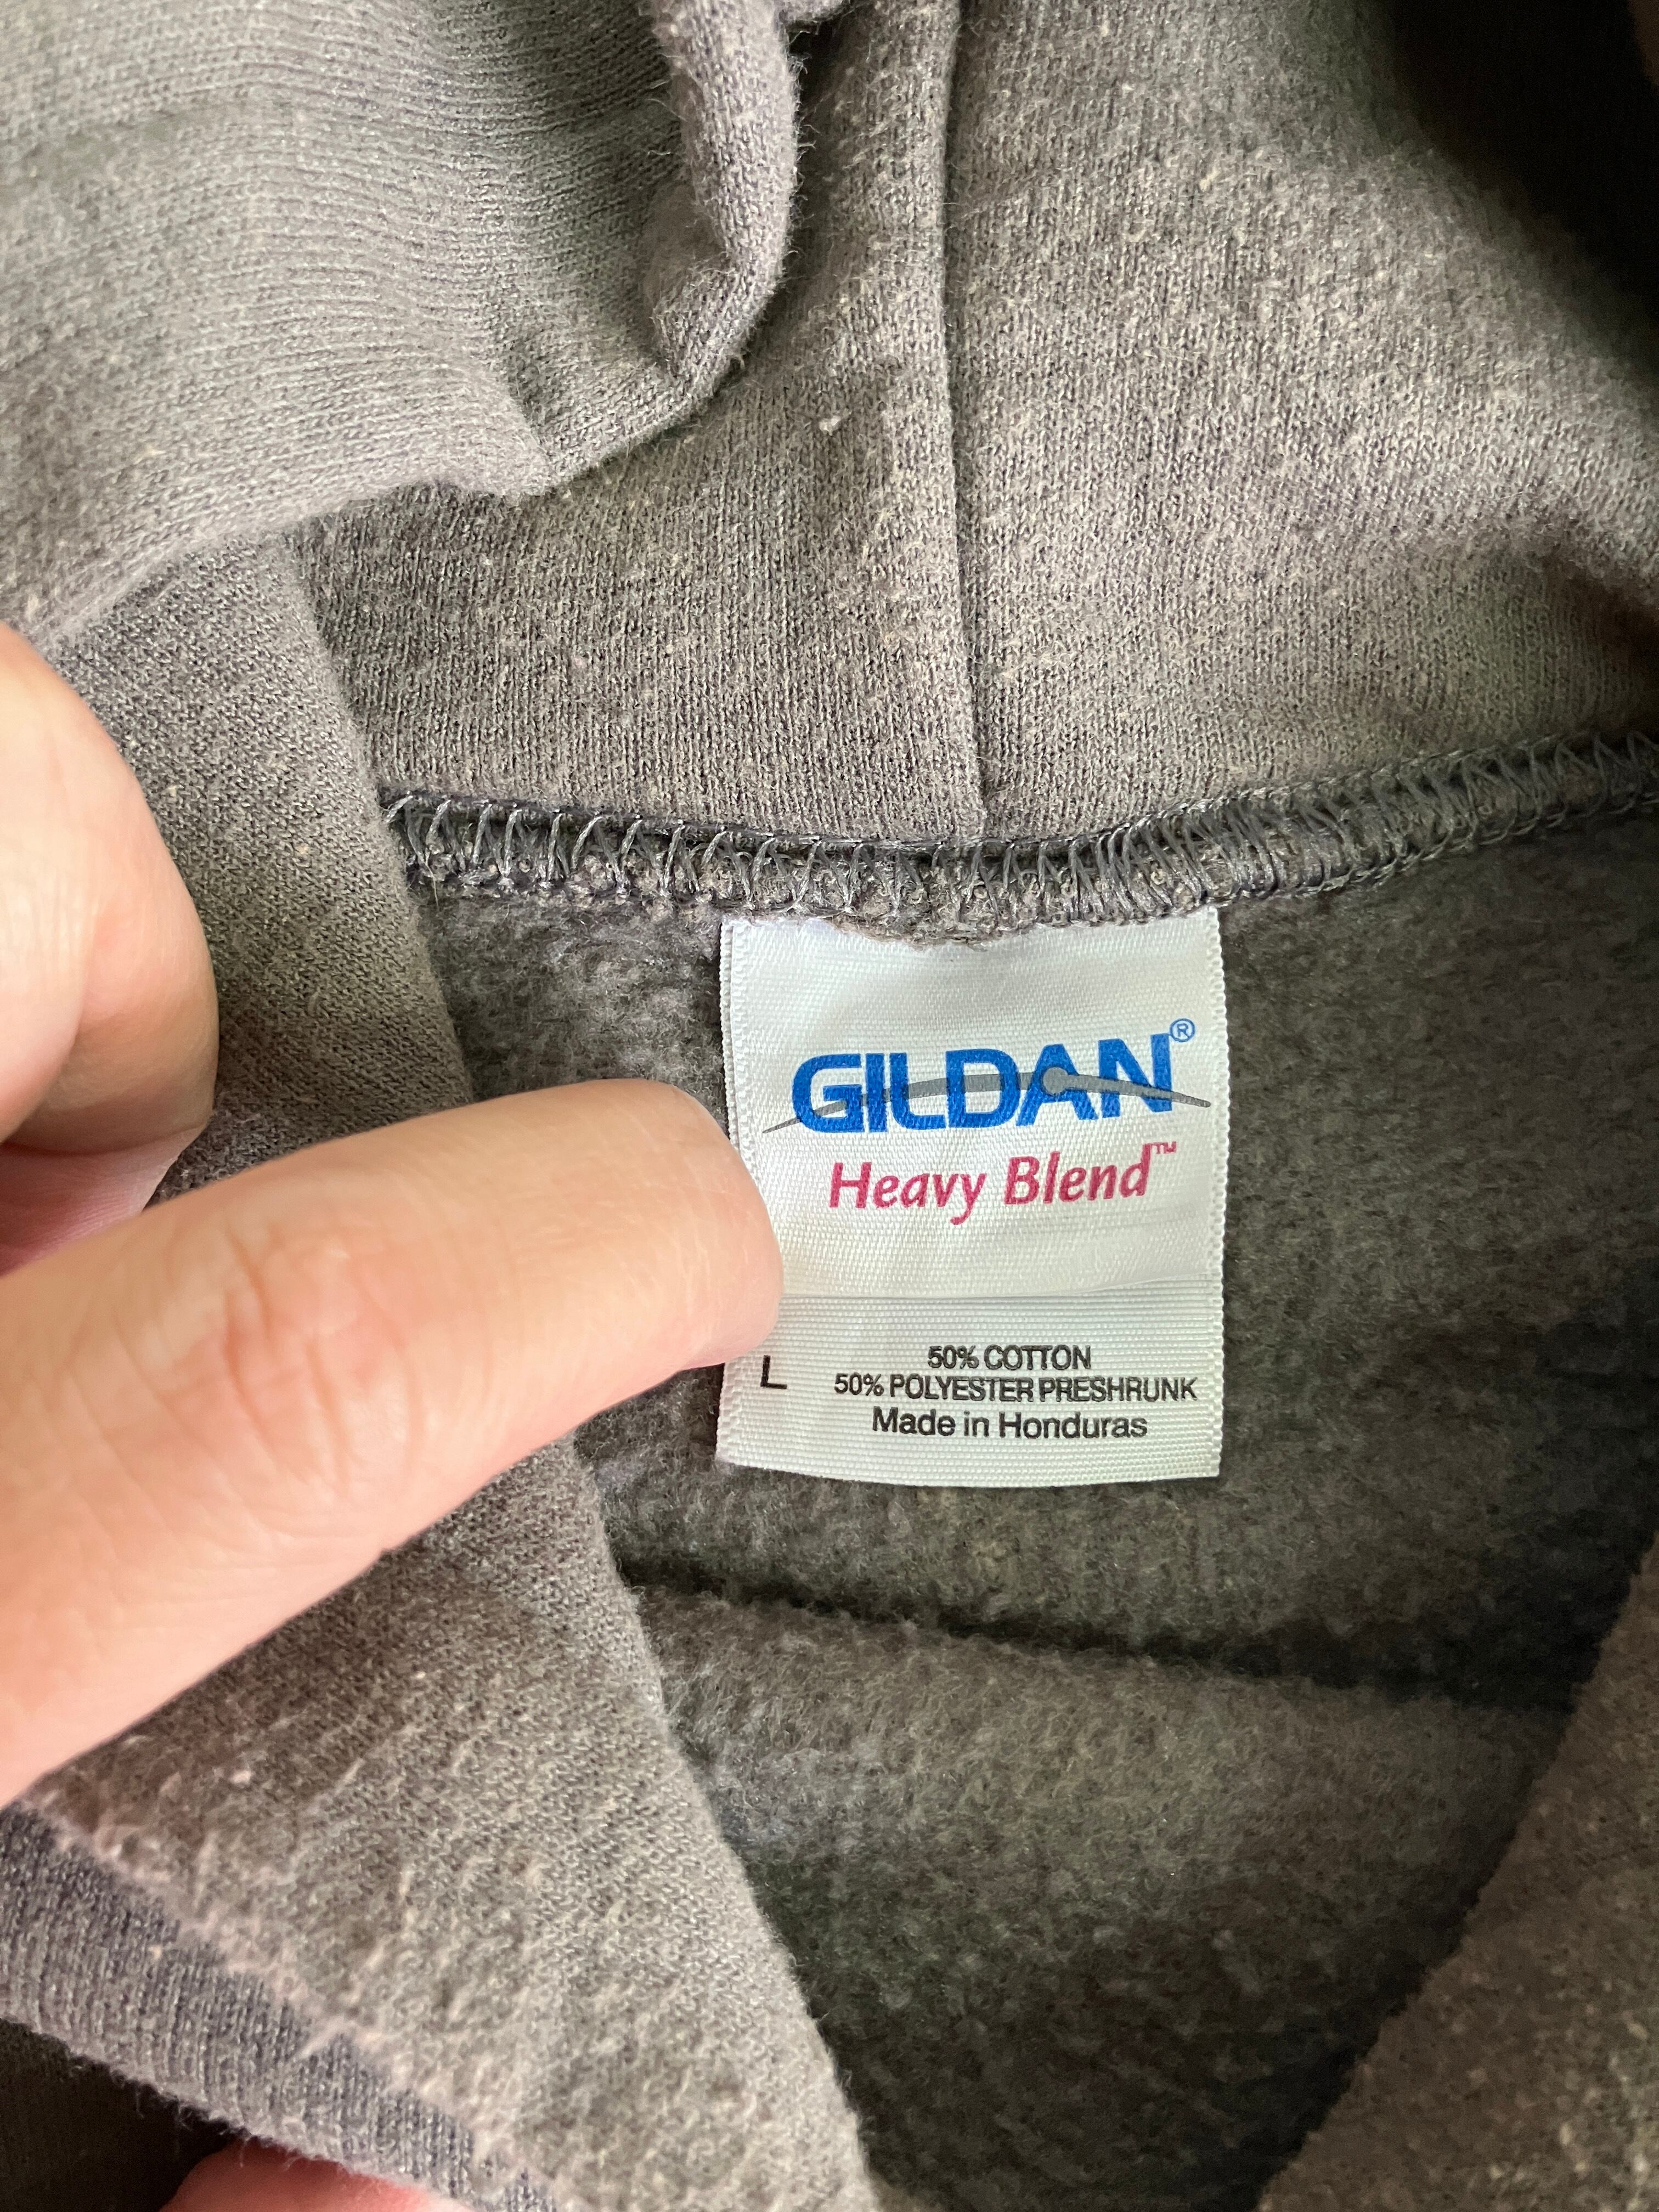 GILDAN®
Heavy Blend™
50% COTTON
L 50% POLYESTER PRESHRUNK
Made in Honduras